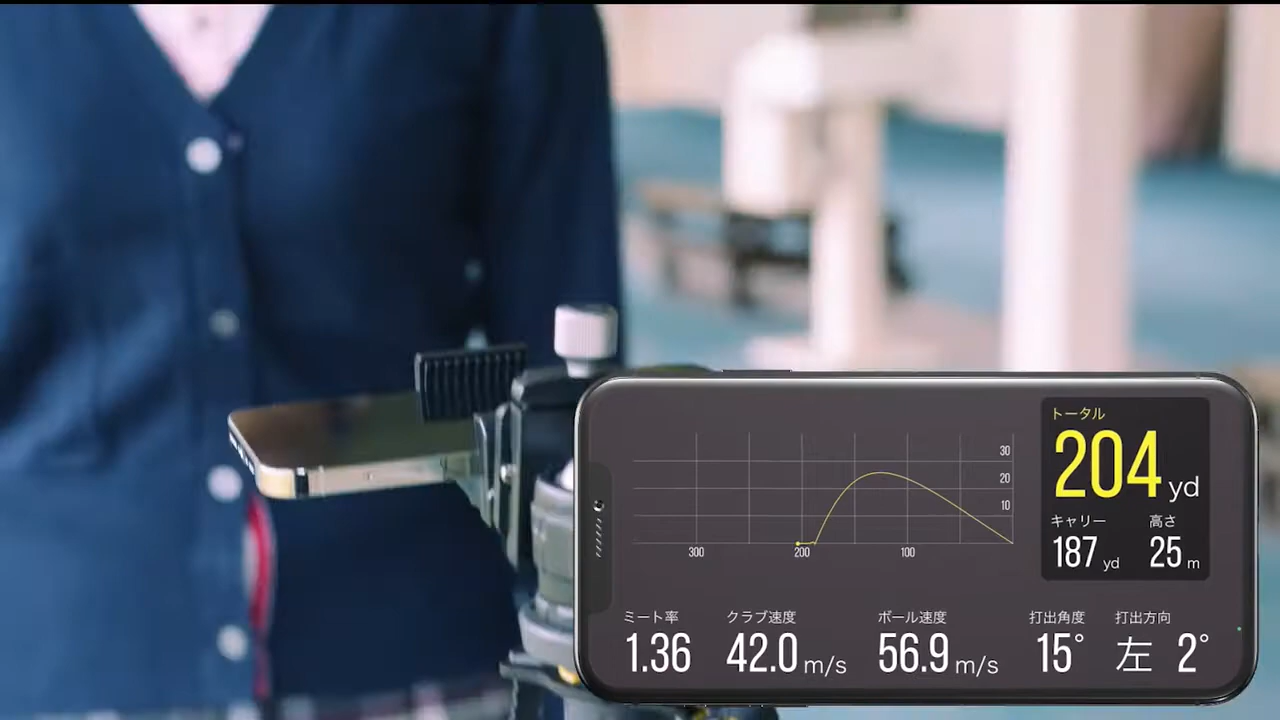 トータル
204 yd
キャリー 高さ
187 yd 25 m
30
20
10
300 200 100
ミート率 クラブ速度 ボール速度 打出角度 打出方向
1.36 42.0 m/s 56.9 m/s 15° 左 2°